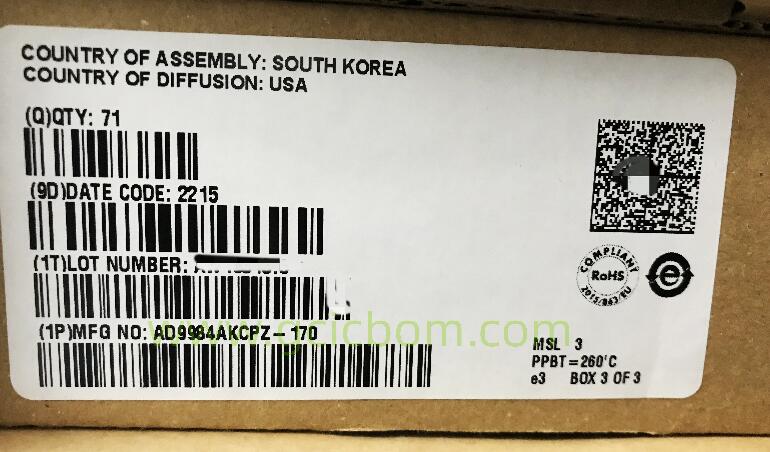 COUNTRY OF ASSEMBLY: SOUTH KOREA
COUNTRY OF DIFFUSION: USA
(Q)QTY: 71
(9D)DATE CODE: 2215
(1T)LOT NUMBER:
(1P)MFG NO: AD9984AKCPZ-170
www.gcicbom.com
COMPLIANT
RoHS
2015/863/EU
e
MSL 3
PPBT=260°C
e3 BOX 3 OF 3